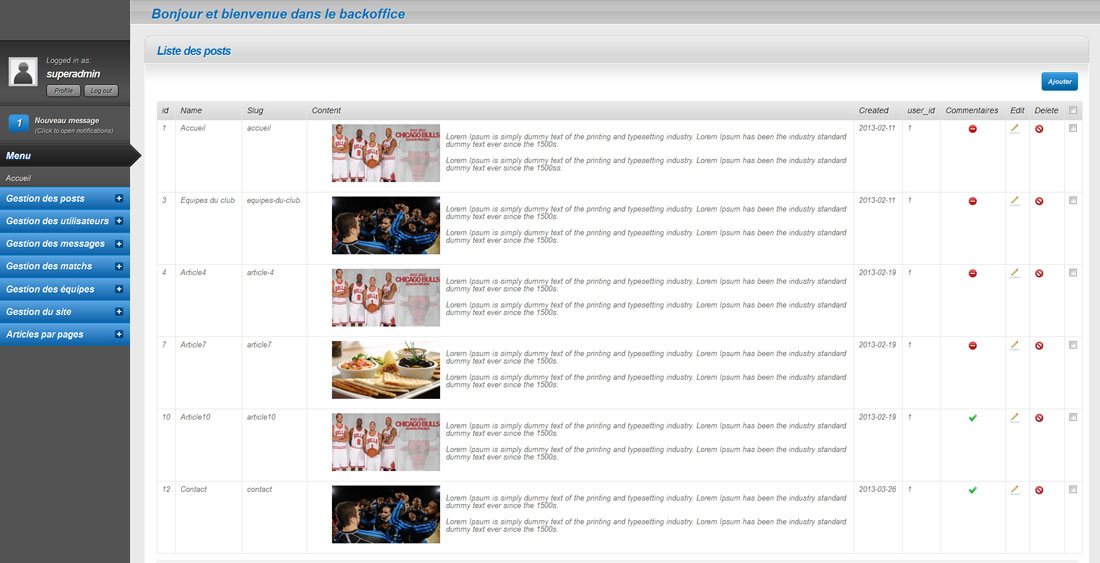 Bonjour et bienvenue dans le backoffice
Logged in as:
superadmin
Profile
Log out
1
Nouveau message
(Click to open notifications)
Menu
Accueil
Gestion des posts
Gestion des utilisateurs
Gestion des messages
Gestion des matchs
Gestion des équipes
Gestion du site
Articles par pages
Liste des posts
Ajouter
id Name Slug Content Created user_id Commentaires Edit Delete
1 Accueil accueil 2013-02-11 1
CHICAGO BULLS
SEASON PREVIEW
Lorem Ipsum is simply dummy text of the printing and typesetting industry. Lorem Ipsum has been the industry standard
dummy text ever since the 1500s.
Lorem Ipsum is simply dummy text of the printing and typesetting industry. Lorem Ipsum has been the industry standard
dummy text ever since the 1500ss.
3 Equipes du club equipes-du-club 2013-02-11 1
Lorem Ipsum is simply dummy text of the printing and typesetting industry. Lorem Ipsum has been the industry standard
dummy text ever since the 1500s.
Lorem Ipsum is simply dummy text of the printing and typesetting industry. Lorem Ipsum has been the industry standard
dummy text ever since the 1500s.
4 Article4 article-4 2013-02-19 1
CHICAGO BULLS
SEASON PREVIEW
Lorem Ipsum is simply dummy text of the printing and typesetting industry. Lorem Ipsum has been the industry standard
dummy text ever since the 1500s.
Lorem Ipsum is simply dummy text of the printing and typesetting industry. Lorem Ipsum has been the industry standard
dummy text ever since the 1500s.
7 Article7 article7 2013-02-19 1
Lorem Ipsum is simply dummy text of the printing and typesetting industry. Lorem Ipsum has been the industry standard
dummy text ever since the 1500s.
Lorem Ipsum is simply dummy text of the printing and typesetting industry. Lorem Ipsum has been the industry standard
dummy text ever since the 1500s.
10 Article10 article10 2013-02-19 1
CHICAGO BULLS
SEASON PREVIEW
Lorem Ipsum is simply dummy text of the printing and typesetting industry. Lorem Ipsum has been the industry standard
dummy text ever since the 1500s.
Lorem Ipsum is simply dummy text of the printing and typesetting industry. Lorem Ipsum has been the industry standard
dummy text ever since the 1500s.
12 Contact contact 2013-03-26 1
Lorem Ipsum is simply dummy text of the printing and typesetting industry. Lorem Ipsum has been the industry standard
dummy text ever since the 1500s.
Lorem Ipsum is simply dummy text of the printing and typesetting industry. Lorem Ipsum has been the industry standard
dummy text ever since the 1500s.